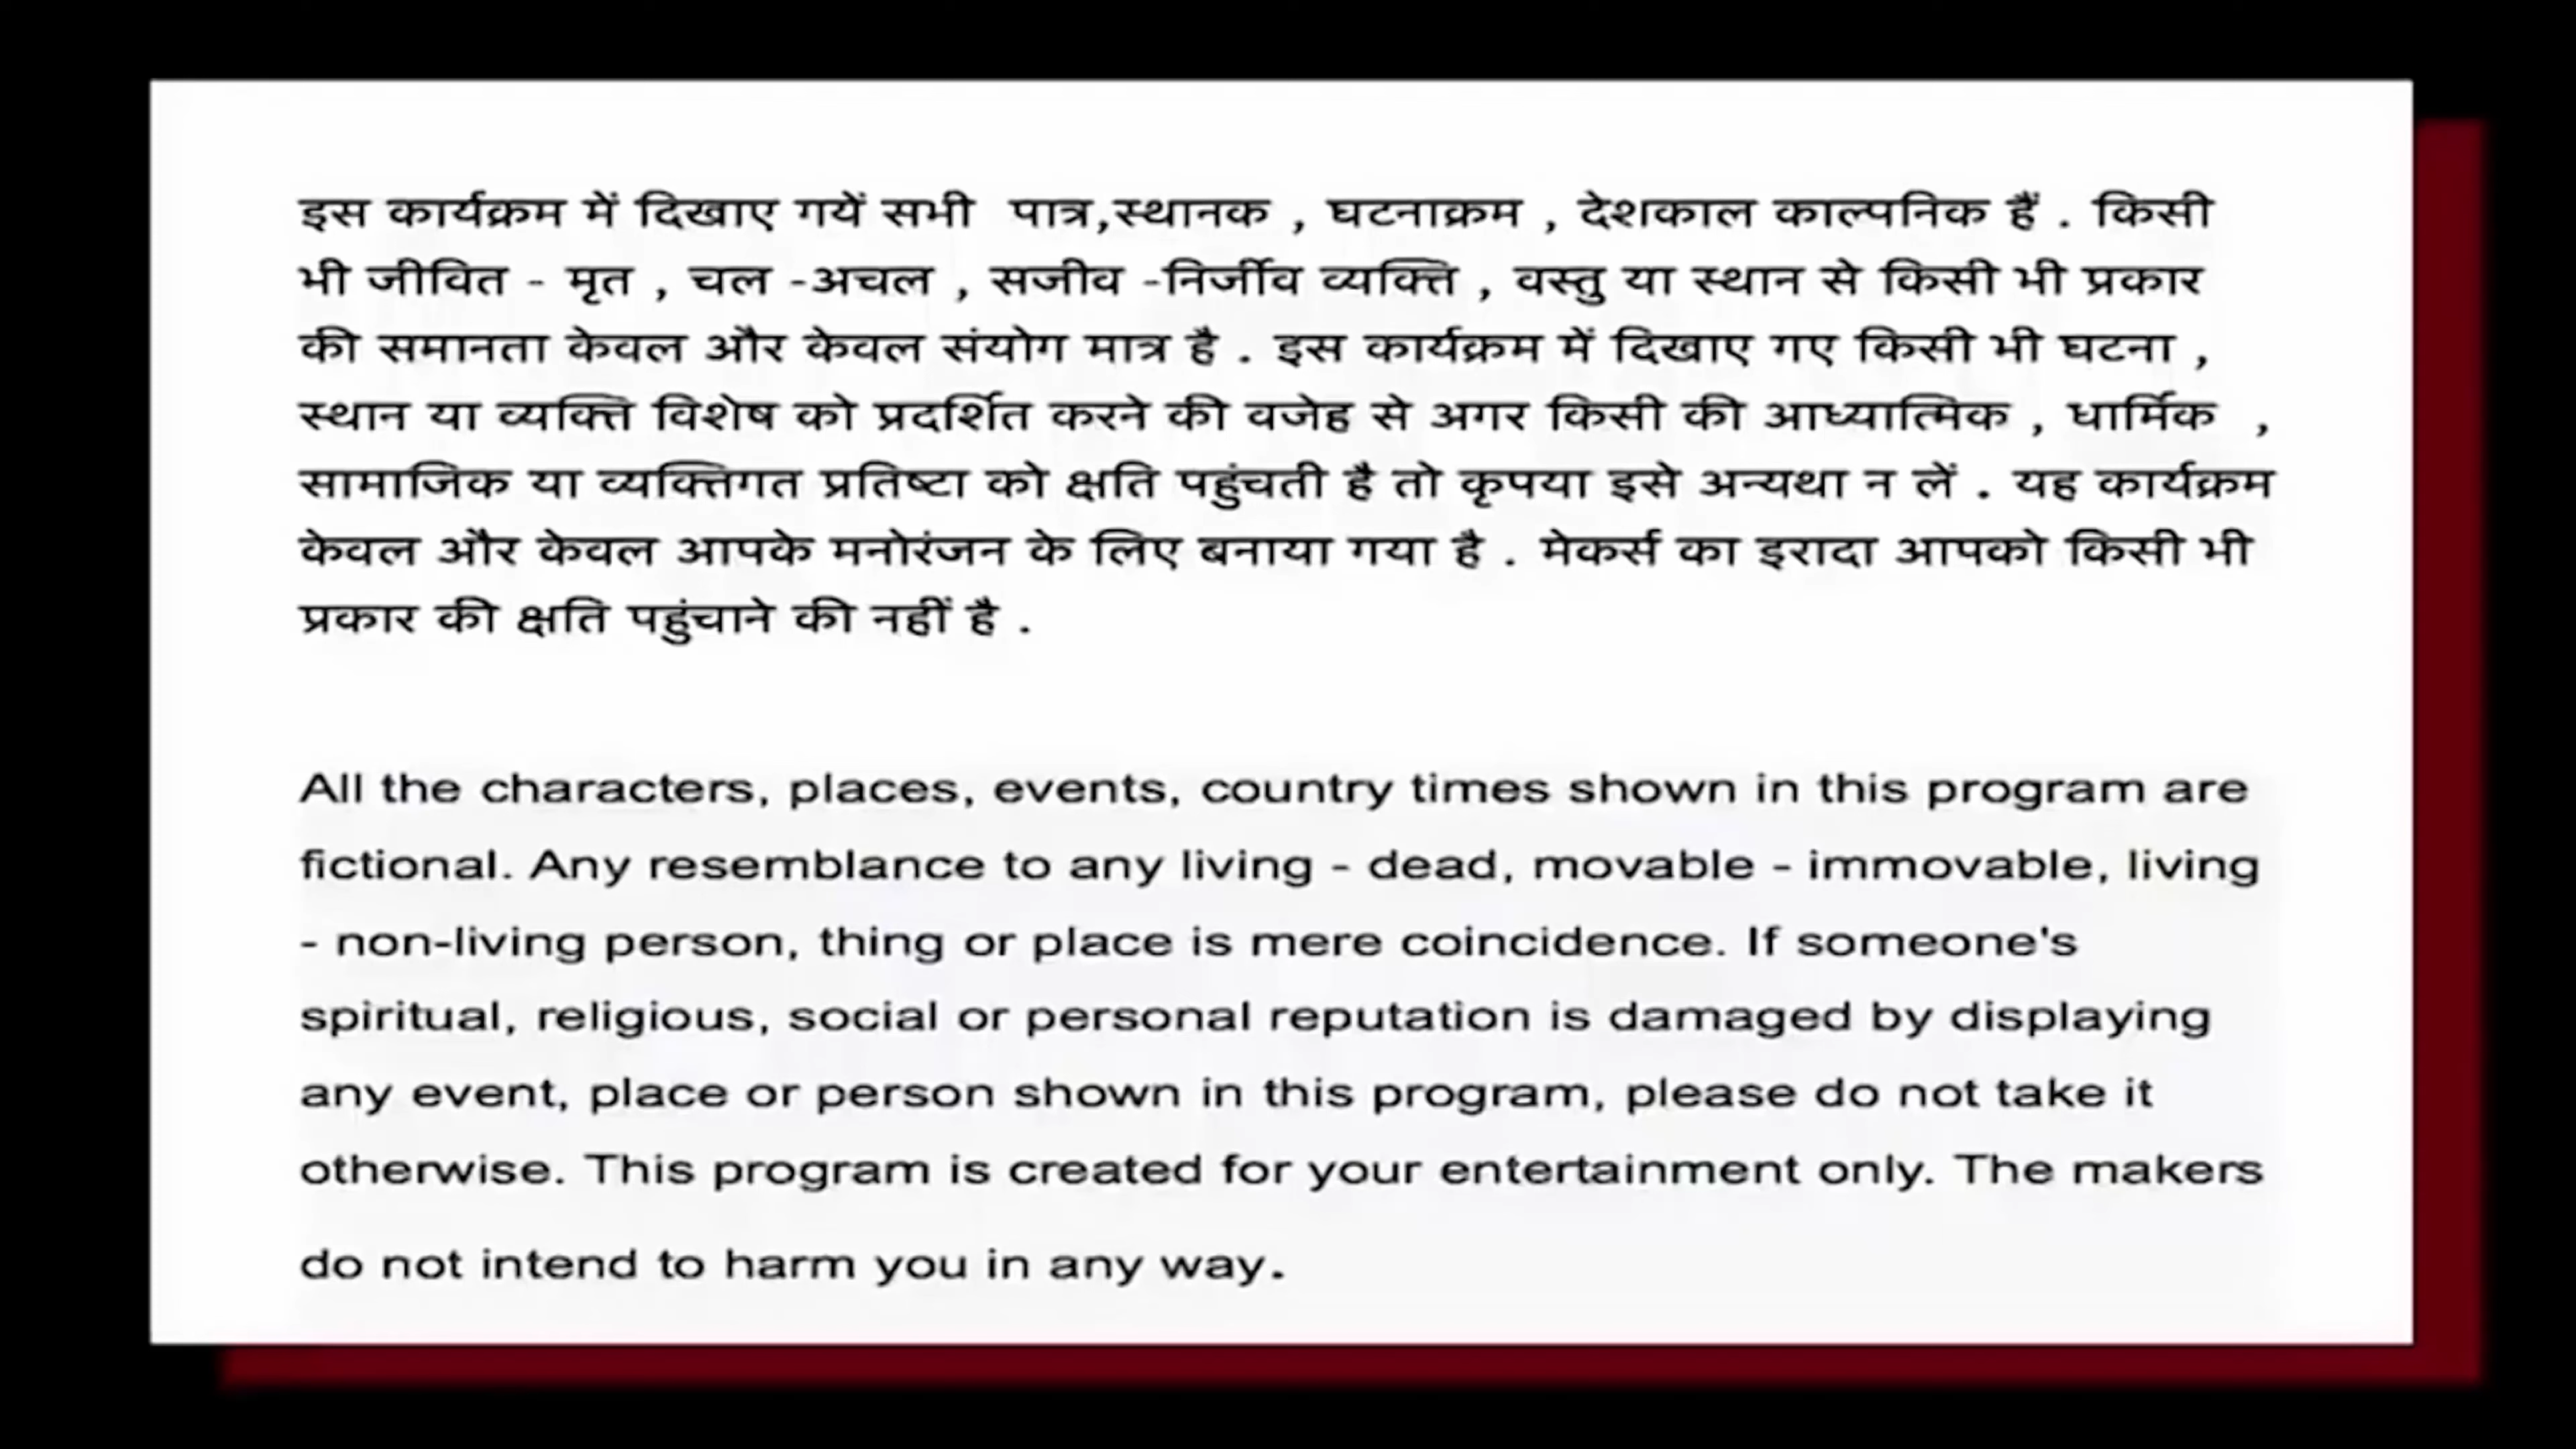 इस कार्यक्रम में दिखाए गयें सभी पात्र,स्थानक , घटनाक्रम , देशकाल काल्पनिक हैं . किसी
भी जीवित - मृत , चल -अचल , सजीव -निर्जीव व्यक्ति , वस्तु या स्थान से किसी भी प्रकार
की समानता केवल और केवल संयोग मात्र है . इस कार्यक्रम में दिखाए गए किसी भी घटना ,
स्थान या व्यक्ति विशेष को प्रदर्शित करने की वजेह से अगर किसी की आध्यात्मिक , धार्मिक ,
सामाजिक या व्यक्तिगत प्रतिष्टा को क्षति पहुंचती है तो कृपया इसे अन्यथा न लें . यह कार्यक्रम
केवल और केवल आपके मनोरंजन के लिए बनाया गया है . मेकर्स का इरादा आपको किसी भी
प्रकार की क्षति पहुंचाने की नहीं है .
All the characters, places, events, country times shown in this program are
fictional. Any resemblance to any living - dead, movable - immovable, living
- non-living person, thing or place is mere coincidence. If someone's
spiritual, religious, social or personal reputation is damaged by displaying
any event, place or person shown in this program, please do not take it
otherwise. This program is created for your entertainment only. The makers
do not intend to harm you in any way.